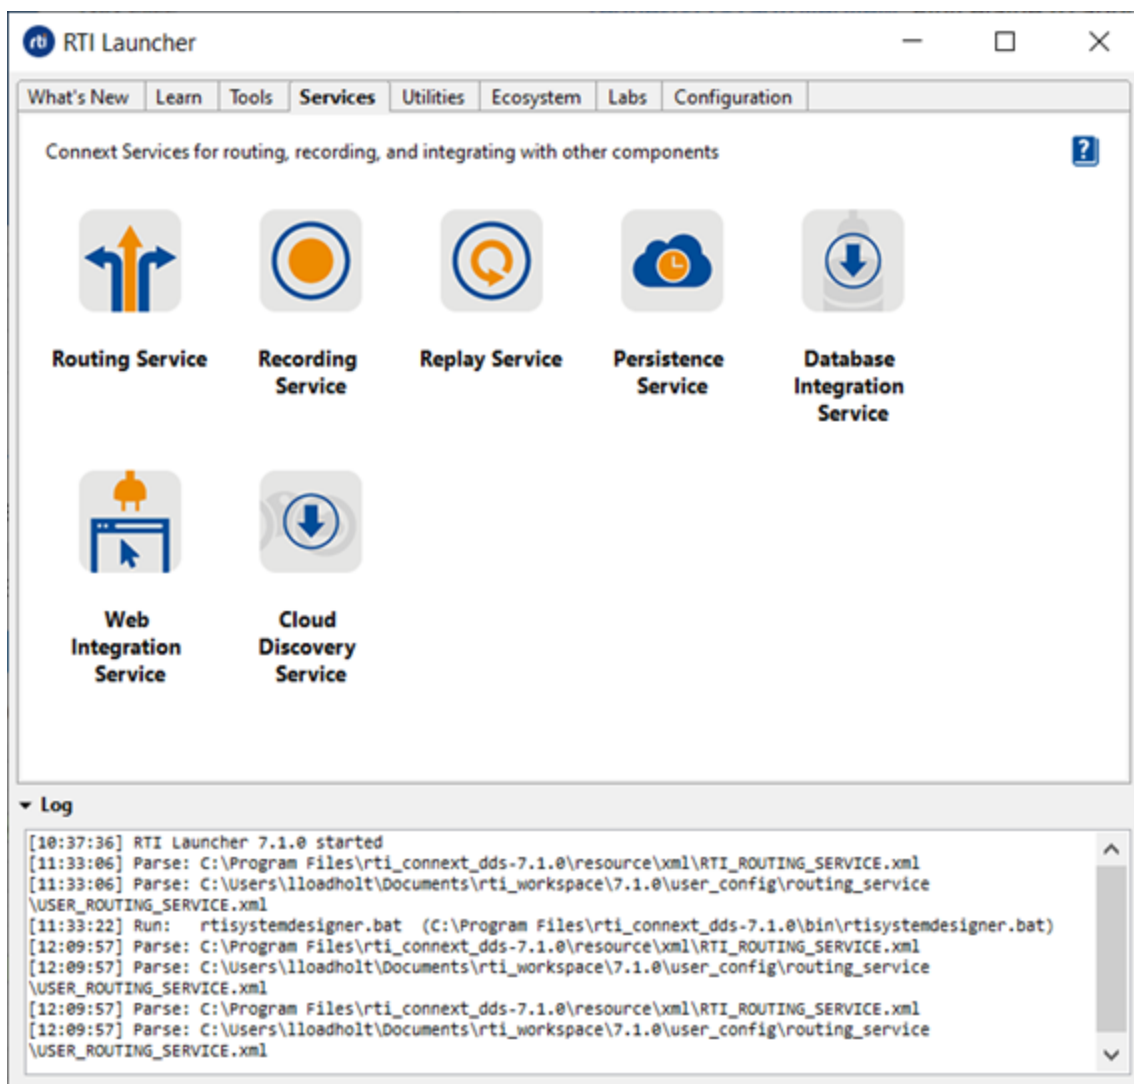 rti RTI Launcher
What's New Learn Tools Services Utilities Ecosystem Labs Configuration
Connext Services for routing, recording, and integrating with other components
?
Routing Service
Recording
Service
Replay Service
Persistence
Service
Database
Integration
Service
Web
Integration
Service
Cloud
Discovery
Service
Log
[10:37:36] RTI Launcher 7.1.0 started
[11:33:06] Parse: C:\Program Files\rti_connext_dds-7.1.0\resource\xml\RTI_ROUTING_SERVICE.xml
[11:33:06] Parse: C:\Users\lloadholt\Documents\rti_workspace\7.1.0\user_config\routing_service
\USER_ROUTING_SERVICE.xml
[11:33:22] Run:   rtisystemdesigner.bat  (C:\Program Files\rti_connext_dds-7.1.0\bin\rtisystemdesigner.bat)
[12:09:57] Parse: C:\Program Files\rti_connext_dds-7.1.0\resource\xml\RTI_ROUTING_SERVICE.xml
[12:09:57] Parse: C:\Users\lloadholt\Documents\rti_workspace\7.1.0\user_config\routing_service
\USER_ROUTING_SERVICE.xml
[12:09:57] Parse: C:\Program Files\rti_connext_dds-7.1.0\resource\xml\RTI_ROUTING_SERVICE.xml
[12:09:57] Parse: C:\Users\lloadholt\Documents\rti_workspace\7.1.0\user_config\routing_service
\USER_ROUTING_SERVICE.xml